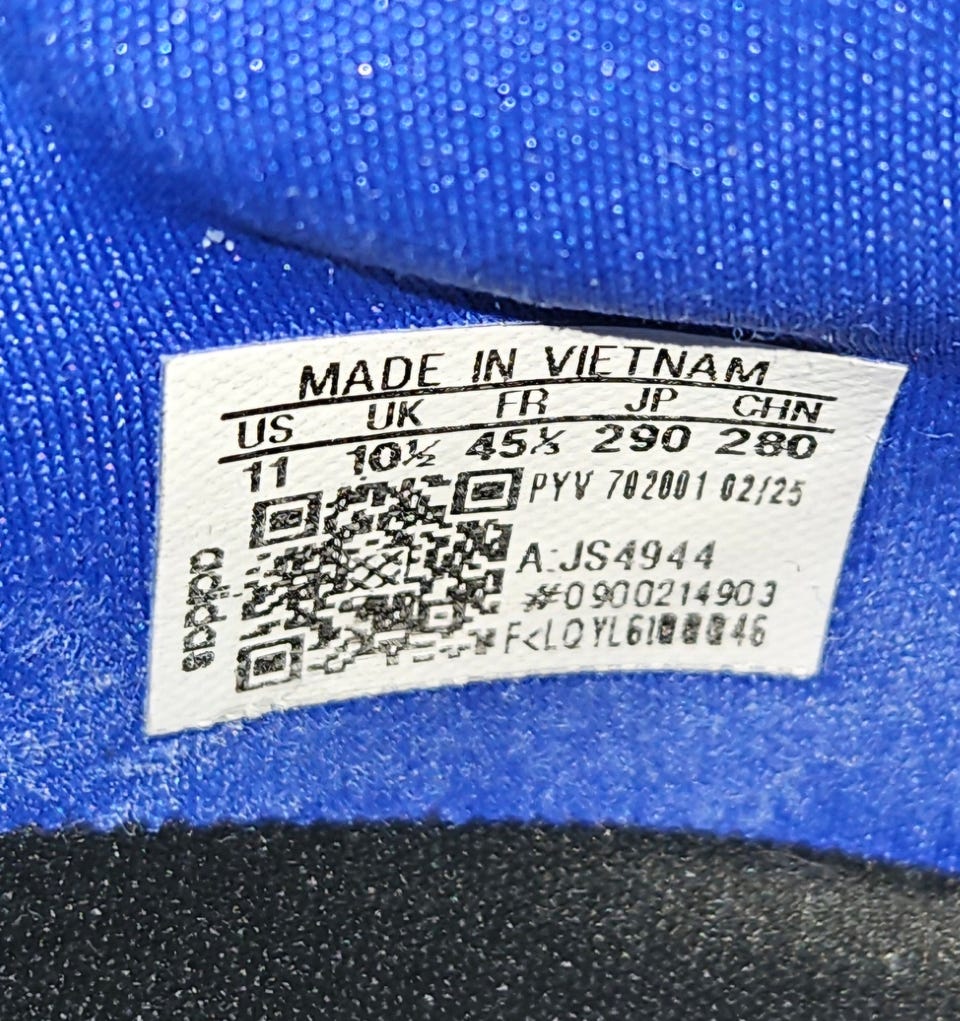 MADE IN VIETNAM
US UK FR JP CHN
11 10½ 45⅓ 290 280
PYV 702001 02/25
A:JS4944
#0900214903